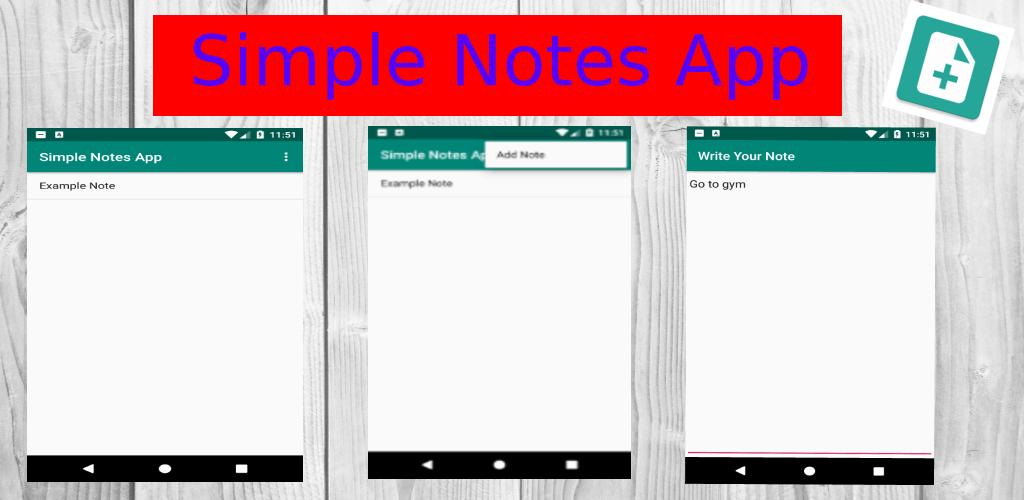 Simple Notes App
11:51
Simple Notes App
Example Note
11:51
Simple Notes Ap
Add Note
Example Note
11:51
Write Your Note
Go to gym